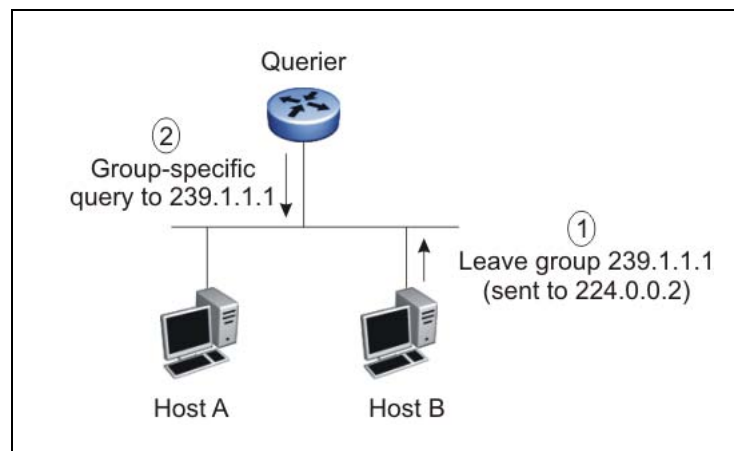 Querier
2
Group-specific
query to 239.1.1.1
1
Leave group 239.1.1.1
(sent to 224.0.0.2)
Host A
Host B